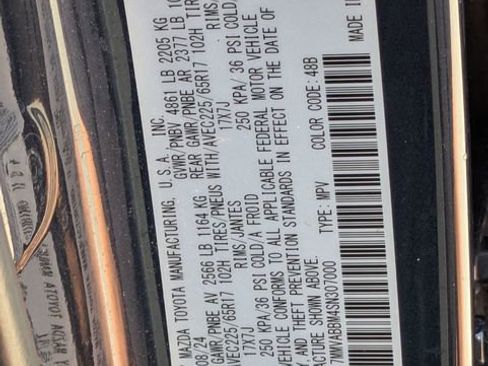 MAZDA TOYOTA MANUFACTURING, U.S.A., INC.
08/24 GVWR/PNBV 4861 LB 2205 KG
GAWR/PNBE AV 2566 LB 1164 KG REAR GAWR/PNBE AR 2377 LB
AVEC225/65R17 102H TIRES/PNEUS WITH/AVEC225/65R17 102H
17X7J RIMS/JANTES 17X7J RIMS/
250 KPA/36 PSI COLD/A FROID 250 KPA/36 PSI COLD/
VEHICLE CONFORMS TO ALL APPLICABLE FEDERAL MOTOR VEHICLE
AND THEFT PREVENTION STANDARDS IN EFFECT ON THE DATE OF
FACTURE SHOWN ABOVE.
7MMVABBM4SN307000 TYPE: MPV COLOR CODE: 48B MADE I